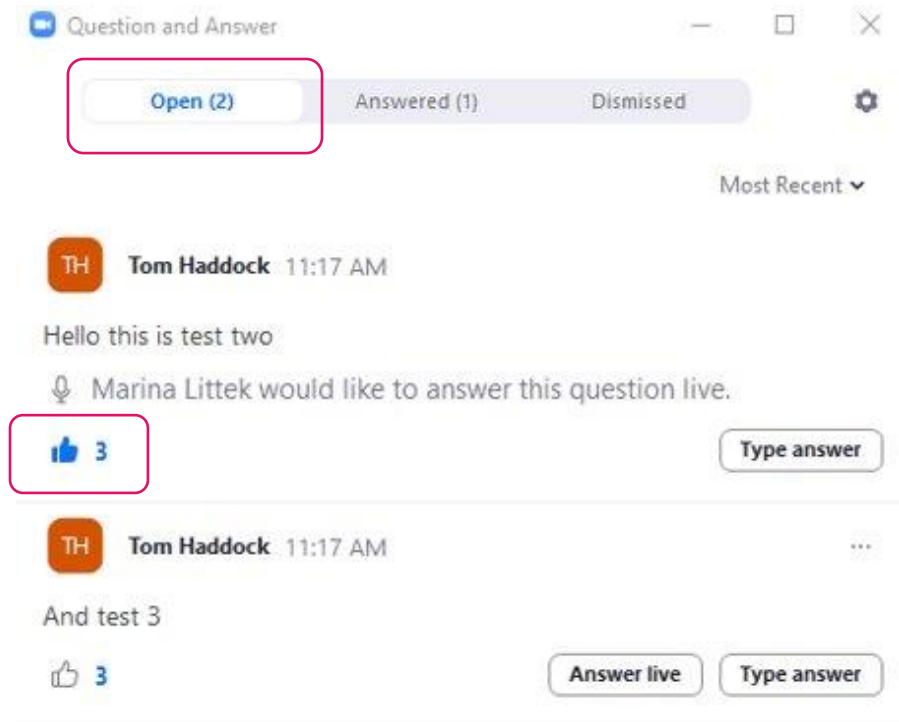 Question and Answer
Open (2) Answered (1) Dismissed
Most Recent
TH Tom Haddock 11:17 AM
Hello this is test two
Marina Littek would like to answer this question live.
3 Type answer
TH Tom Haddock 11:17 AM ...
And test 3
3 Answer live Type answer